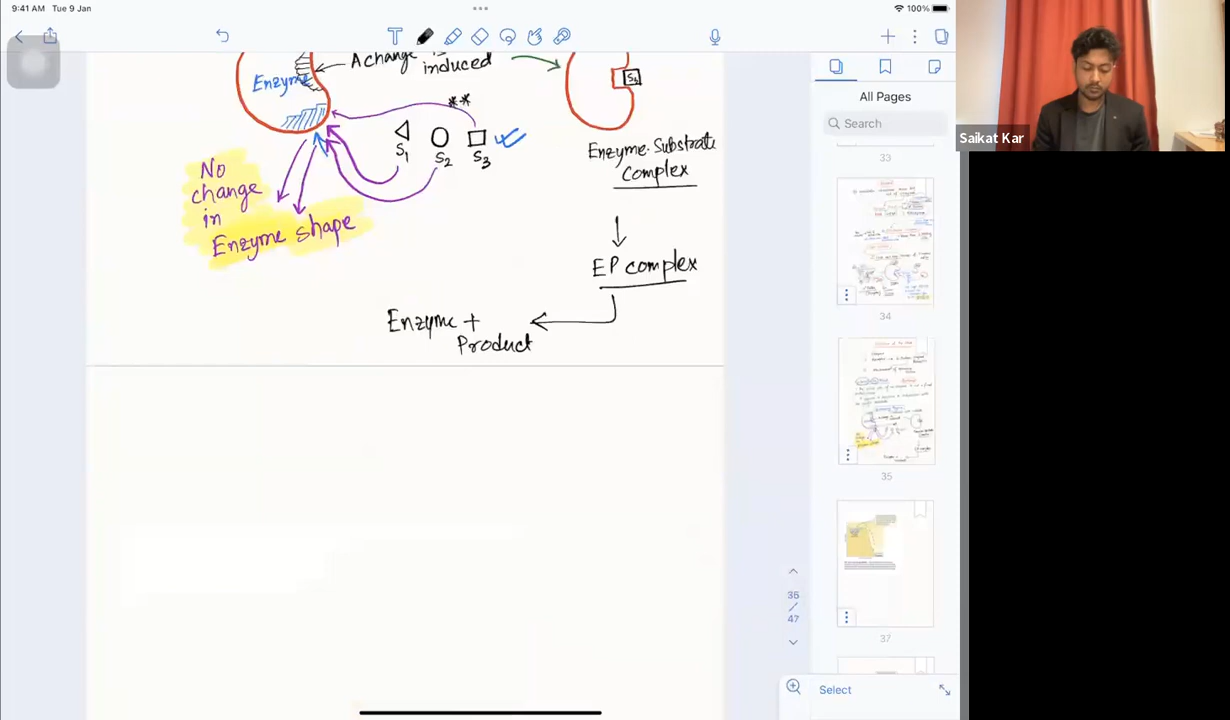 9:41 AM Tue 9 Jan
100%
A change is
induced
Enzyme
S3
**
S1
S2
S3
Enzyme-Substrate
Complex
No
change
in
Enzyme shape
EP complex
Enzyme +
Product
All Pages
Search
33
34
35
37
36
/
47
Select
Saikat Kar